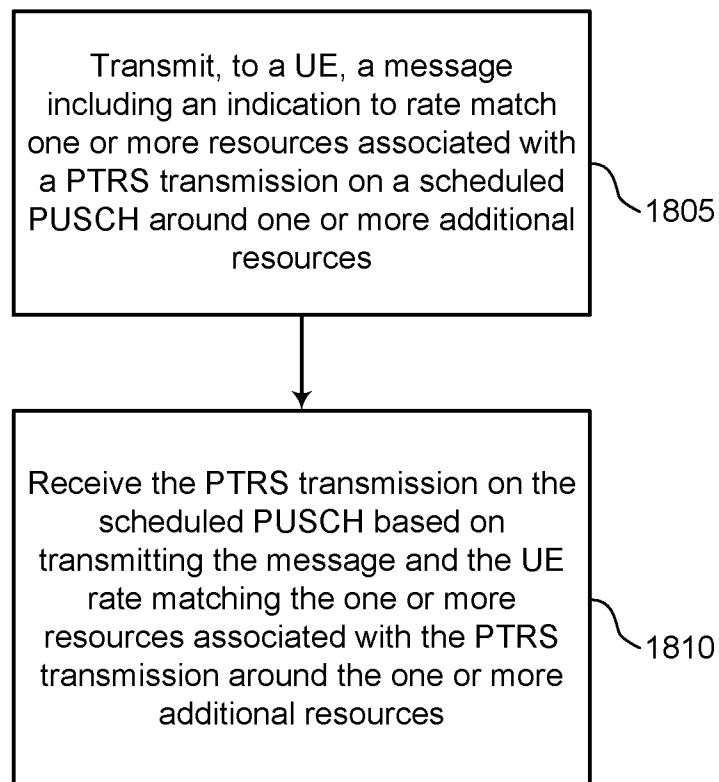 Transmit, to a UE, a message
including an indication to rate match
one or more resources associated with
a PTRS transmission on a scheduled
PUSCH around one or more additional
resources
1805
Receive the PTRS transmission on the
scheduled PUSCH based on
transmitting the message and the UE
rate matching the one or more
resources associated with the PTRS
transmission around the one or more
additional resources
1810